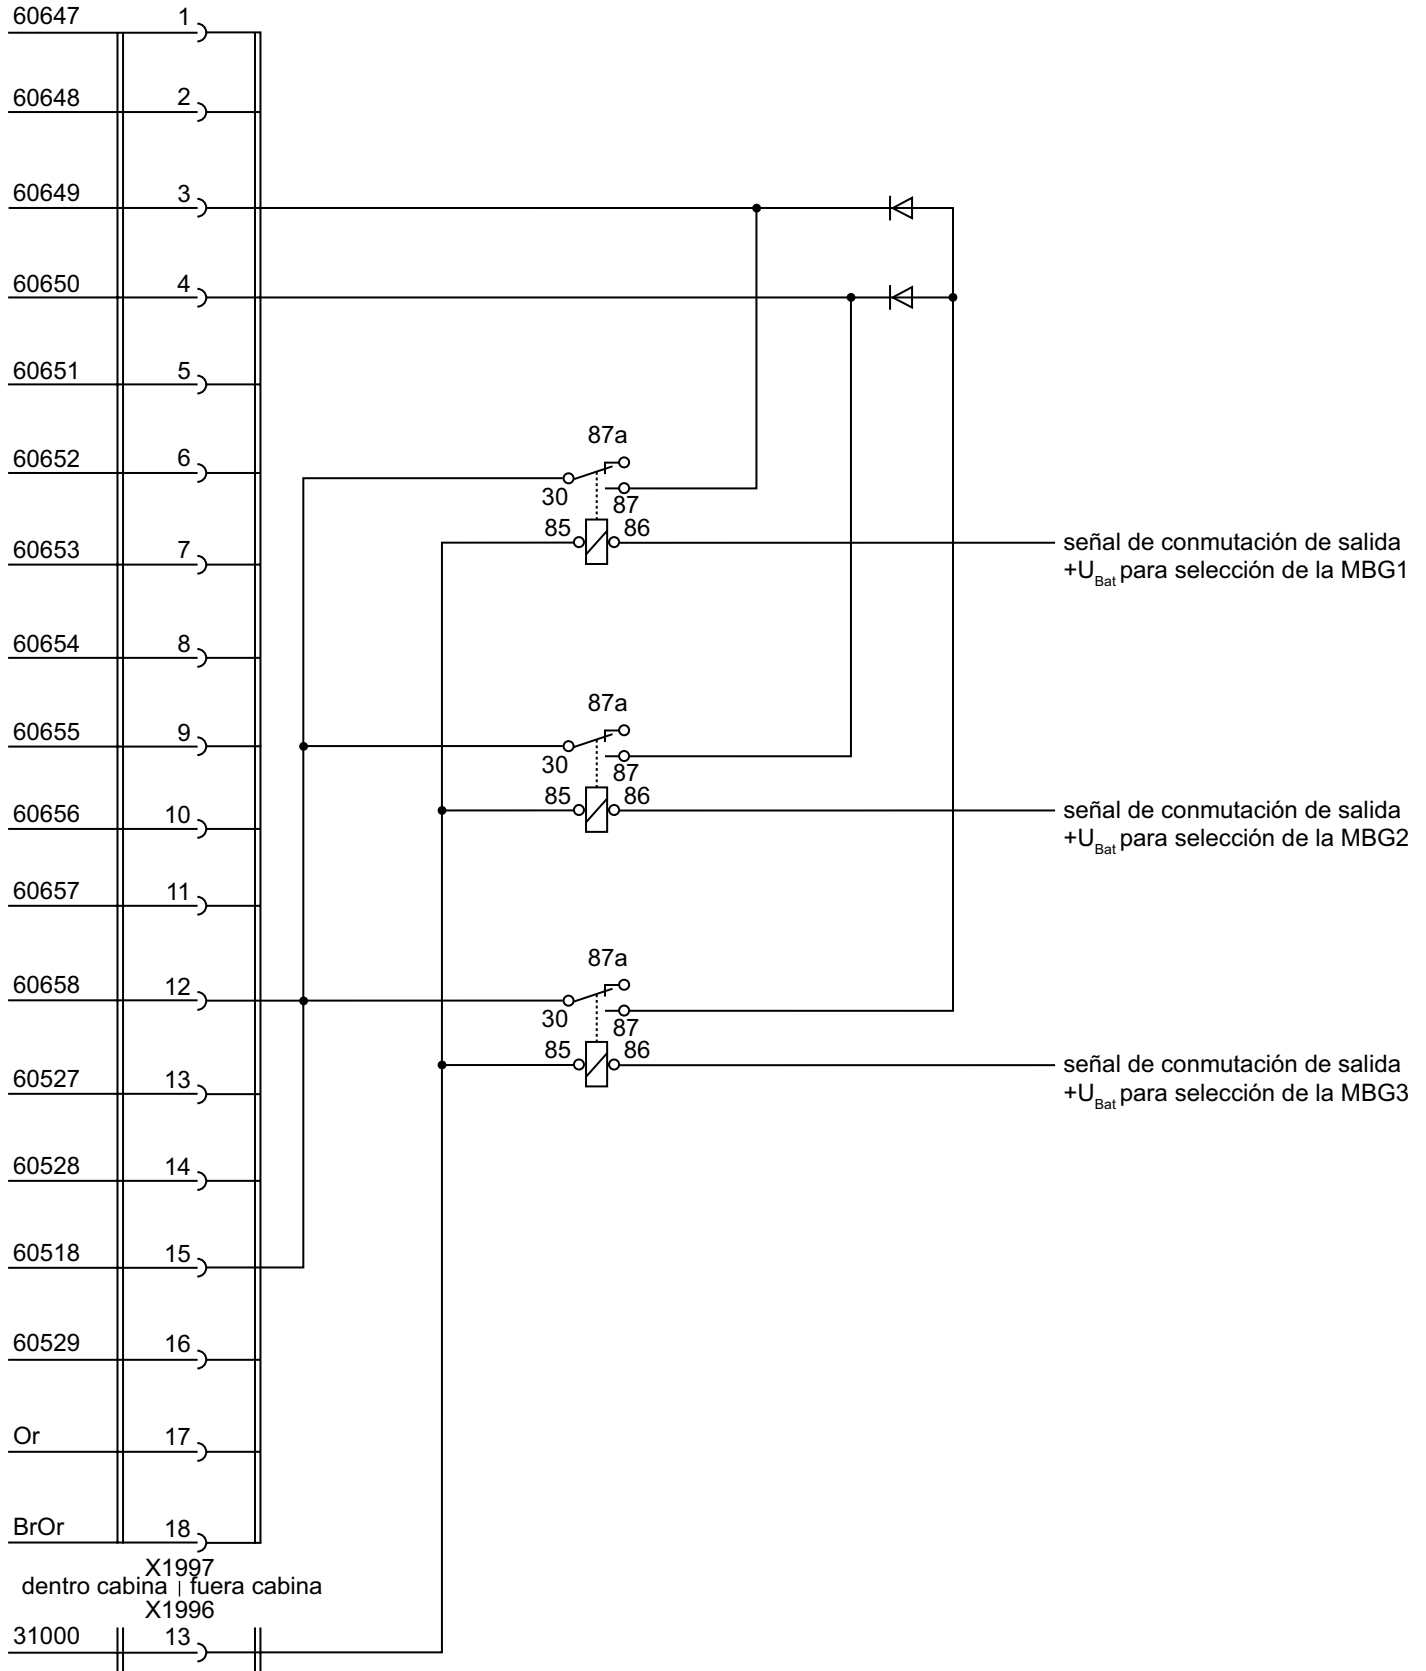 60647 1
60648 2
60649 3
60650 4
60651 5
87a
60652 6
30 87
85 86
60653 7
señal de conmutación de salida
+UBat para selección de la MBG1
60654 8
87a
60655 9
30 87
85 86
60656 10
señal de conmutación de salida
+UBat para selección de la MBG2
60657 11
87a
60658 12
30 87
85 86
señal de conmutación de salida
+UBat para selección de la MBG3
60527 13
60528 14
60518 15
60529 16
Or 17
BrOr 18
X1997
dentro cabina | fuera cabina
X1996
31000 13